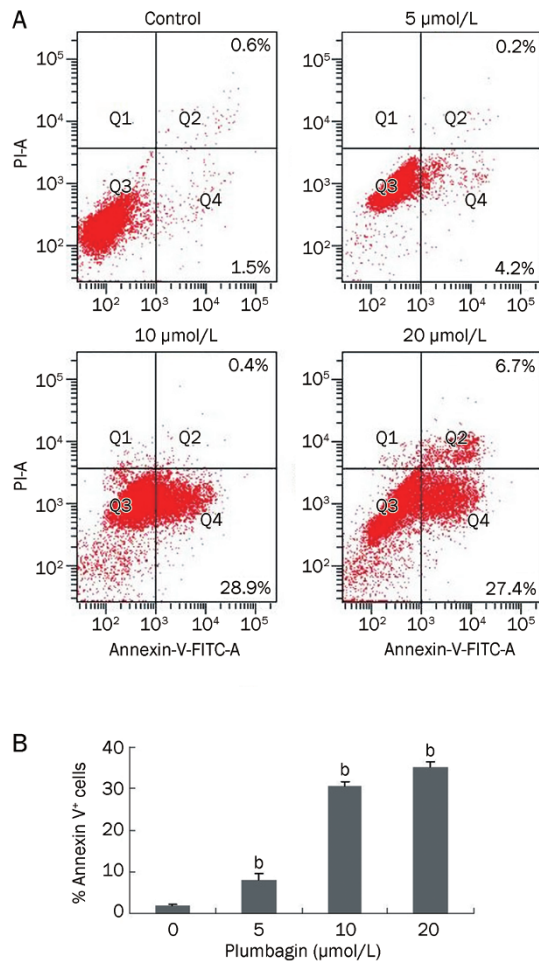 A
Control
5 µmol/L
0.6%
0.2%
10⁵
10⁴
10³
10²
PI-A
Q1
Q2
Q3
Q4
1.5%
10² 10³ 10⁴ 10⁵
10⁵
10⁴
10³
10²
Q1
Q2
Q3
Q4
4.2%
10² 10³ 10⁴ 10⁵
10 µmol/L
20 µmol/L
0.4%
6.7%
10⁵
10⁴
10³
10²
PI-A
Q1
Q2
Q3
Q4
28.9%
10² 10³ 10⁴ 10⁵
Annexin-V-FITC-A
10⁵
10⁴
10³
10²
Q1
Q2
Q3
Q4
27.4%
10² 10³ 10⁴ 10⁵
Annexin-V-FITC-A
B
% Annexin V⁺ cells
40
30
20
10
0
b
b
b
0 5 10 20
Plumbagin (µmol/L)